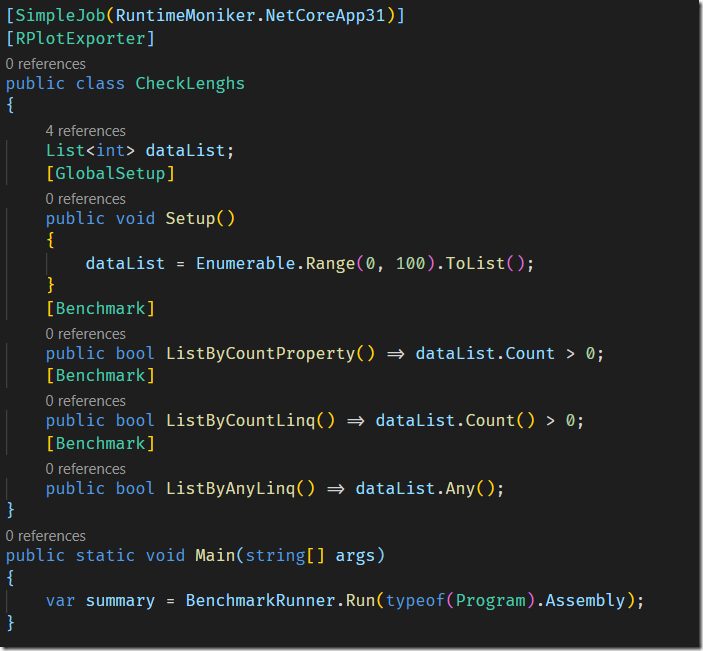 [SimpleJob(RuntimeMoniker.NetCoreApp31)]
[RPlotExporter]
0 references
public class CheckLenghs
{
4 references
List<int> dataList;
[GlobalSetup]
0 references
public void Setup()
{
dataList = Enumerable.Range(0, 100).ToList();
}
[Benchmark]
0 references
public bool ListByCountProperty() => dataList.Count > 0;
[Benchmark]
0 references
public bool ListByCountLinq() => dataList.Count() > 0;
[Benchmark]
0 references
public bool ListByAnyLinq() => dataList.Any();
}
0 references
public static void Main(string[] args)
{
var summary = BenchmarkRunner.Run(typeof(Program).Assembly);
}